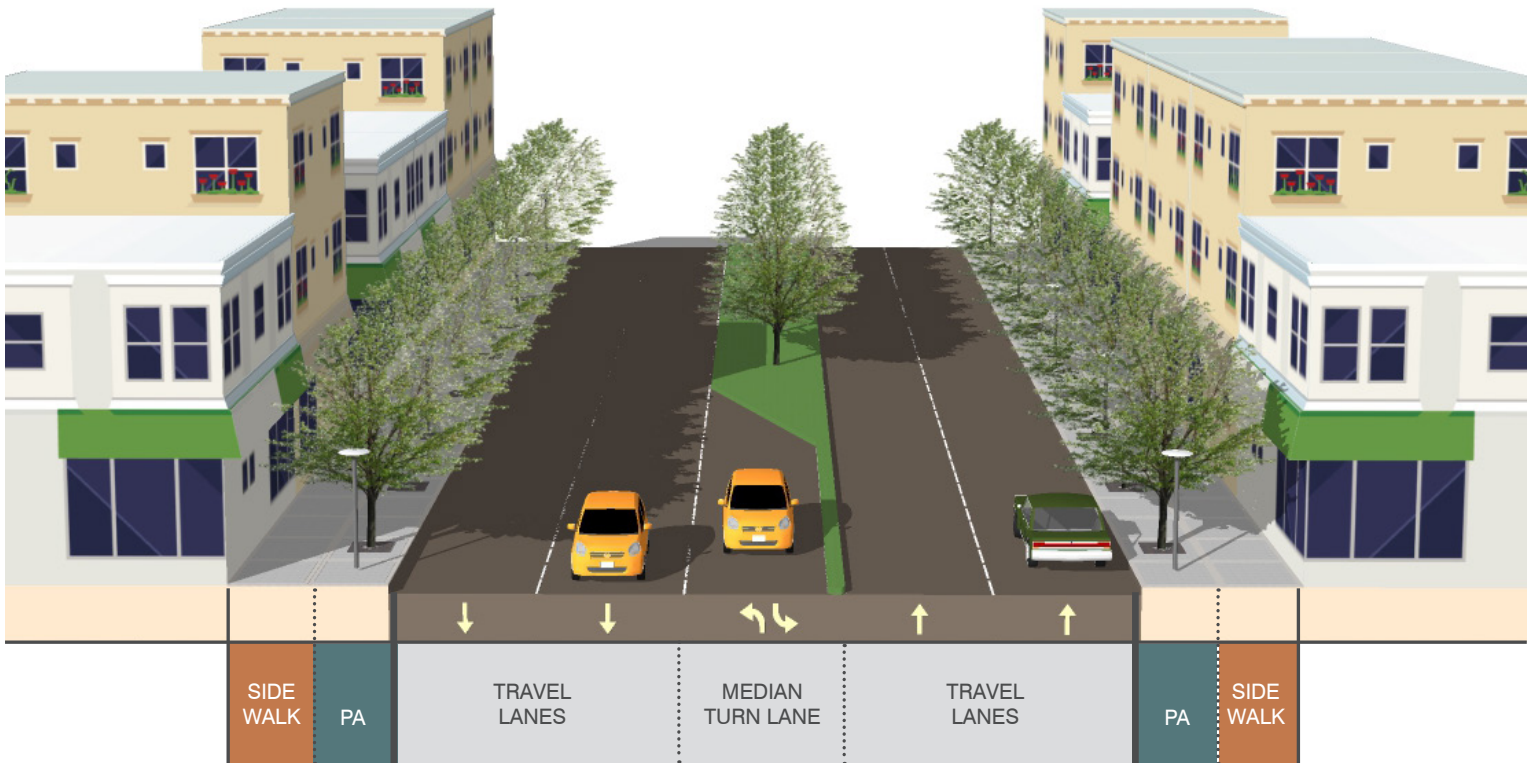 SIDE
WALK
PA
TRAVEL
LANES
MEDIAN
TURN LANE
TRAVEL
LANES
PA
SIDE
WALK